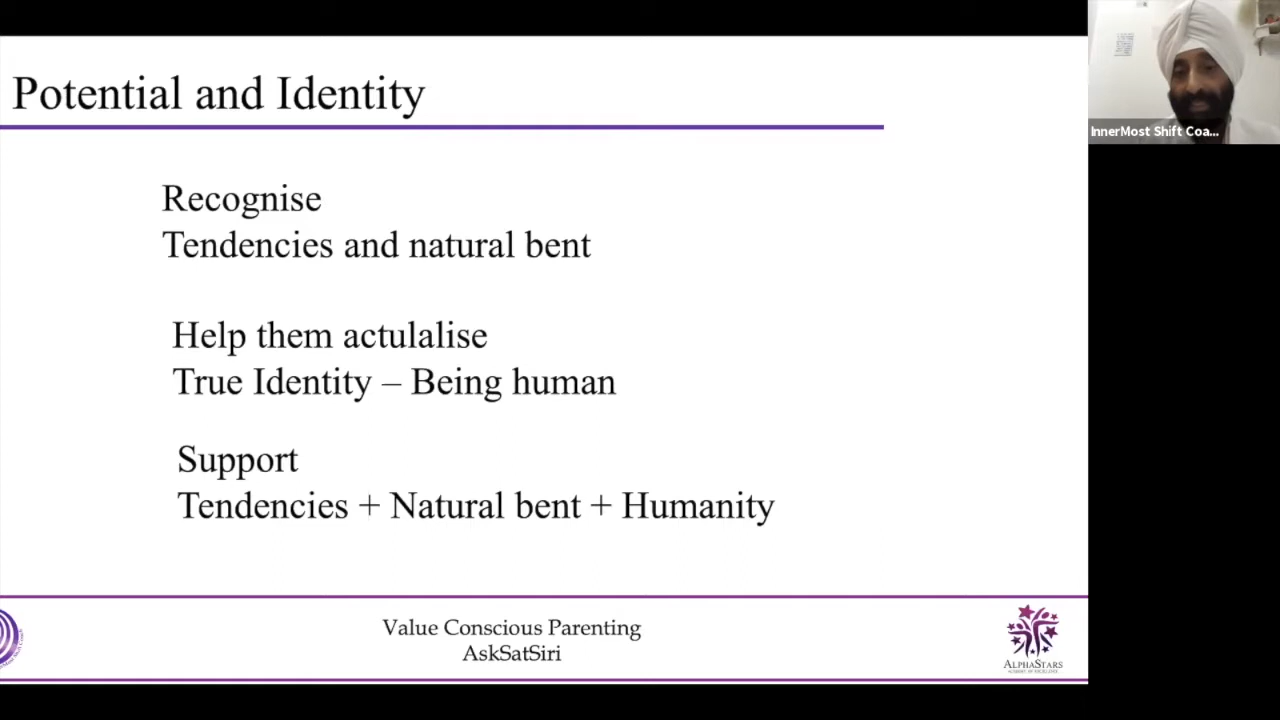 Potential and Identity
InnerMost Shift Coa...
Recognise
Tendencies and natural bent
Help them actulalise
True Identity – Being human
Support
Tendencies + Natural bent + Humanity
Value Conscious Parenting
AskSatSiri
ALPHASTARS